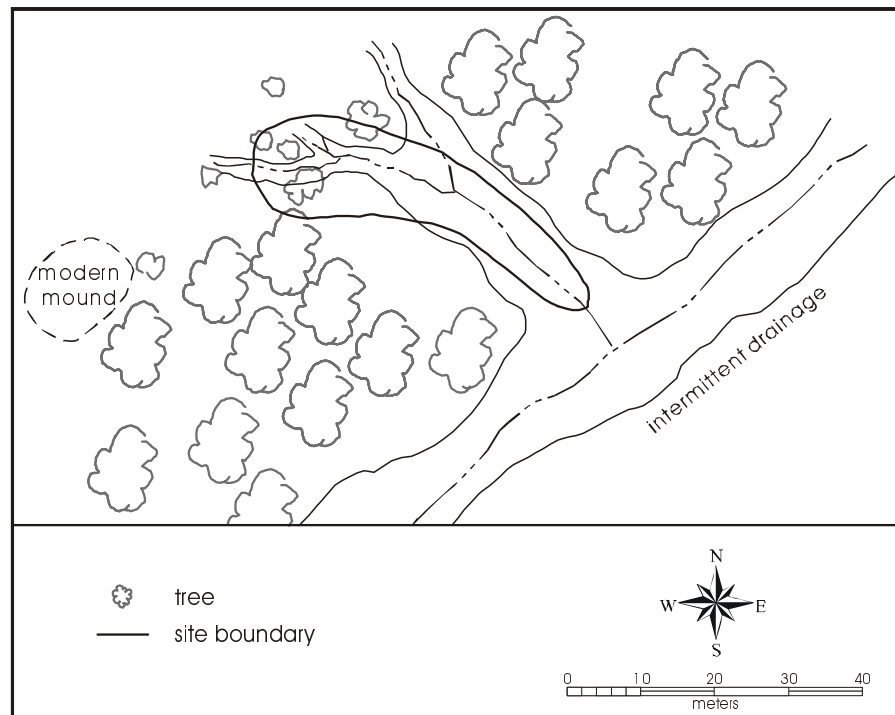 modern
mound
intermittent drainage
tree
site boundary
N
W E
S
0 10 20 30 40
meters